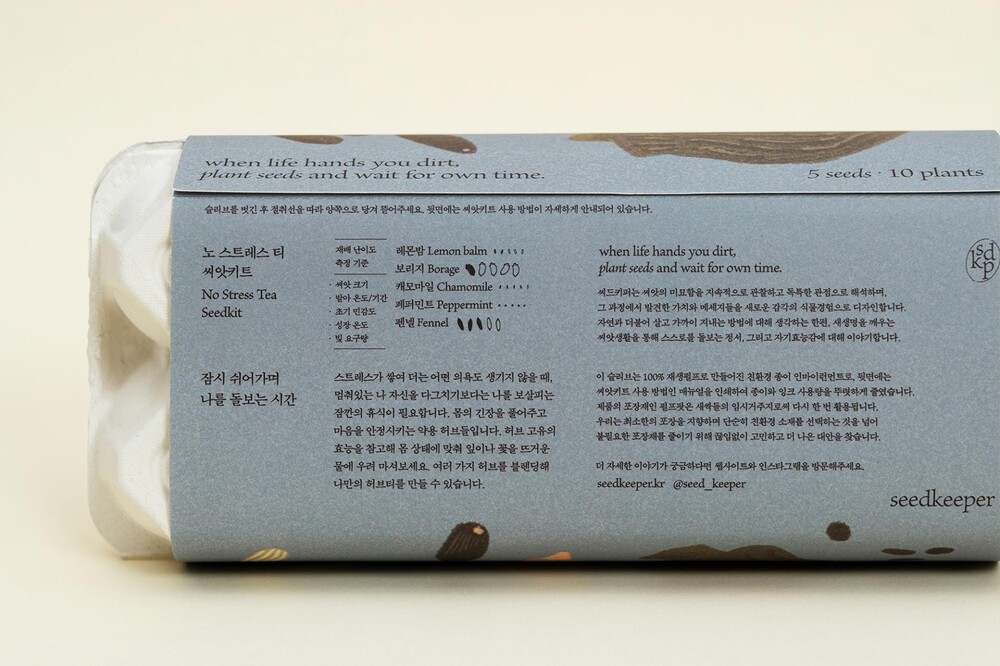 when life hands you dirt,
plant seeds and wait for own time.
5 seeds · 10 plants
슬리브를 벗긴 후 절취선을 따라 양쪽으로 당겨 뜯어주세요. 뒷면에는 씨앗키트 사용 방법이 자세하게 안내되어 있습니다.
노 스트레스 티
씨앗키트
No Stress Tea
Seedkit
재배 난이도
측정 기준
· 씨앗 크기
· 발아 온도/기간
· 초기 민감도
· 성장 온도
· 빛 요구량
레몬밤 Lemon balm
보리지 Borage
캐모마일 Chamomile
페퍼민트 Peppermint
펜넬 Fennel
잠시 쉬어가며
나를 돌보는 시간
스트레스가 쌓여 더는 어떤 의욕도 생기지 않을 때,
멈춰있는 나 자신을 다그치기보다는 나를 보살피는
잠깐의 휴식이 필요합니다. 몸의 긴장을 풀어주고
마음을 안정시키는 약용 허브들입니다. 허브 고유의
효능을 참고해 몸 상태에 맞춰 잎이나 꽃을 뜨거운
물에 우려 마셔보세요. 여러 가지 허브를 블렌딩해
나만의 허브티를 만들 수 있습니다.
when life hands you dirt,
plant seeds and wait for own time.
씨드키퍼는 씨앗의 미묘함을 지속적으로 관찰하고 독특한 관점으로 해석하며,
그 과정에서 발견한 가치와 메세지들을 새로운 감각의 식물경험으로 디자인합니다.
자연과 더불어 살고 가까이 지내는 방법에 대해 생각하는 한편, 새생명을 깨우는
씨앗생활을 통해 스스로를 돌보는 정서, 그리고 자기효능감에 대해 이야기합니다.
이 슬리브는 100% 재생펄프로 만들어진 친환경 종이 인바이런먼트로, 뒷면에는
씨앗키트 사용 방법인 매뉴얼을 인쇄하여 종이와 잉크 사용량을 뚜렷하게 줄였습니다.
제품의 포장재인 펄프팟은 새싹들의 임시거주지로써 다시 한 번 활용됩니다.
우리는 최소한의 포장을 지향하며 단순히 친환경 소재를 선택하는 것을 넘어
불필요한 포장재를 줄이기 위해 끊임없이 고민하고 더 나은 대안을 찾습니다.
더 자세한 이야기가 궁금하다면 웹사이트와 인스타그램을 방문해주세요.
seedkeeper.kr @seed_keeper
sdkp
seedkeeper